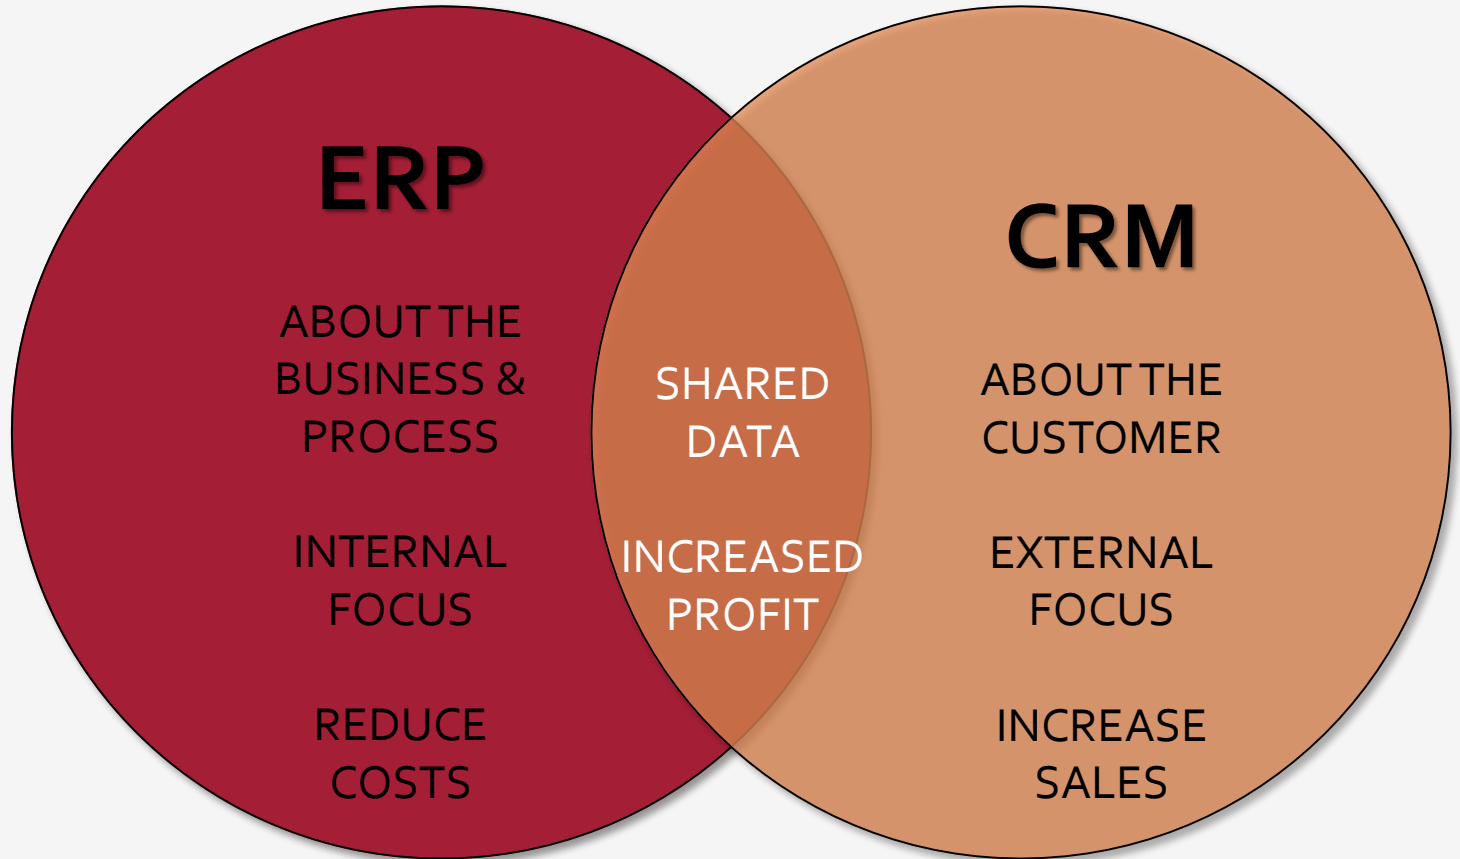 ERP
ABOUT THE
BUSINESS &
PROCESS
INTERNAL
FOCUS
REDUCE
COSTS
SHARED
DATA
INCREASED
PROFIT
CRM
ABOUT THE
CUSTOMER
EXTERNAL
FOCUS
INCREASE
SALES